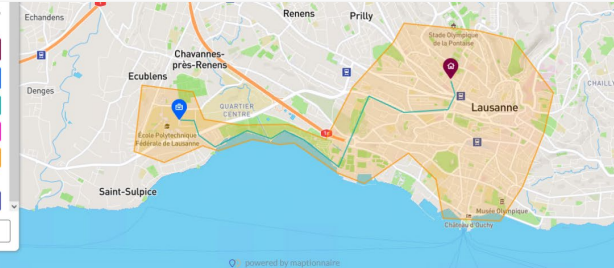 Echandens
Renens
Prilly
Stade Olympique
de la Pontaise
Chavannes-
près-Renens
Ecublens
CHAILLY
Denges
QUARTIER
CENTRE
Lausanne
École Polytechnique
Fédérale de Lausanne
Saint-Sulpice
Musée Olympique
Château d'Ouchy
powered by maptionnaire